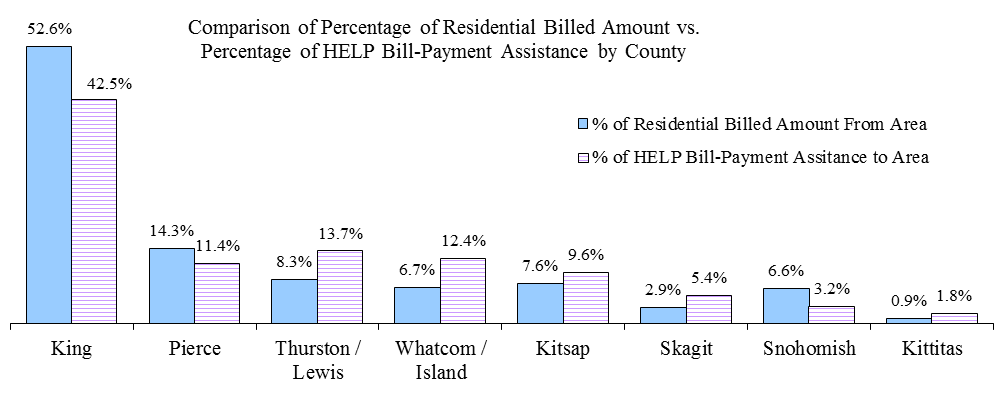 Comparison of Percentage of Residential Billed Amount vs.
Percentage of HELP Bill-Payment Assistance by County
% of Residential Billed Amount From Area
% of HELP Bill-Payment Assitance to Area
52.6%
42.5%
14.3%
11.4%
8.3%
13.7%
6.7%
12.4%
7.6%
9.6%
2.9%
5.4%
6.6%
3.2%
0.9%
1.8%
King
Pierce
Thurston /
Lewis
Whatcom /
Island
Kitsap
Skagit
Snohomish
Kittitas